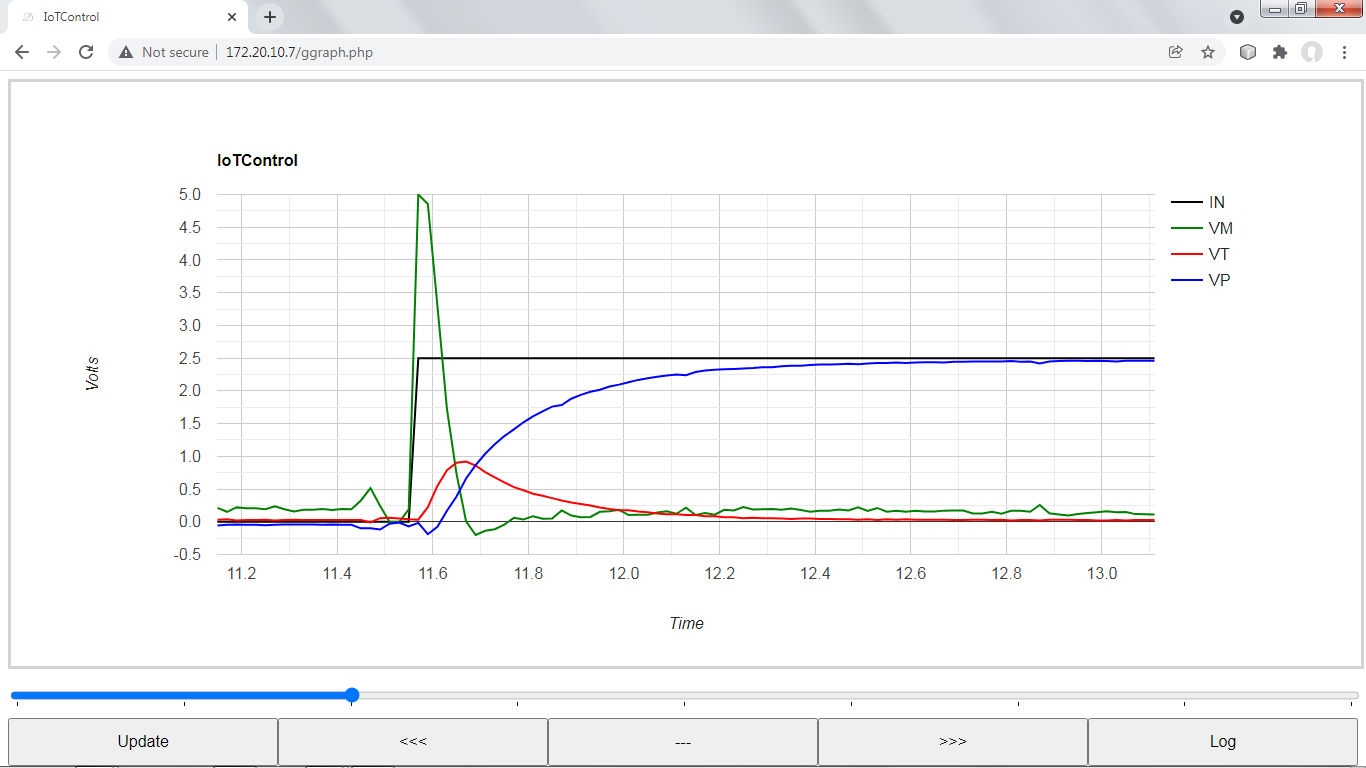 IoTControl
Not secure 172.20.10.7/ggraph.php
IoTControl
5.0
4.5
4.0
3.5
3.0
2.5
2.0
1.5
1.0
0.5
0.0
-0.5
Volts
IN
VM
VT
VP
11.2 11.4 11.6 11.8 12.0 12.2 12.4 12.6 12.8 13.0
Time
Update <<< --- >>> Log